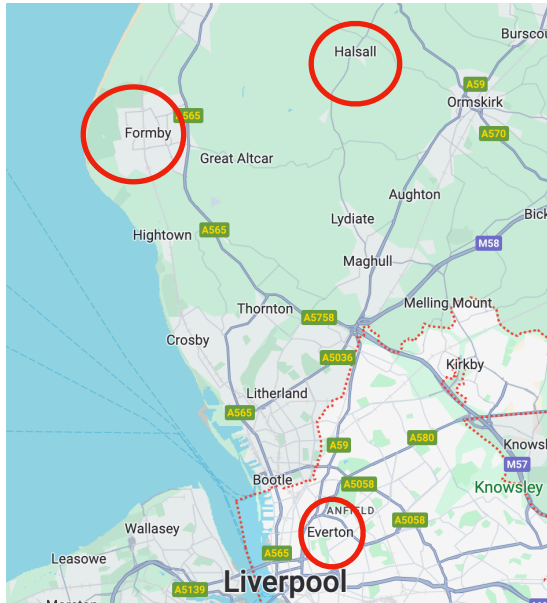 Burscou
Halsall
A59
Ormskirk
Formby
A565
A570
Great Altcar
Aughton
Lydiate
Bick
Hightown
A565
M58
Maghull
Melling Mount
Thornton
A5758
Crosby
A5036
Kirkby
Litherland
A565
A580
A59
Knowsl
M57
Bootle
A5058
Knowsley
ANFIELD
A5058
Wallasey
Everton
A565
Leasowe
Liverpool
A5139
Moreton